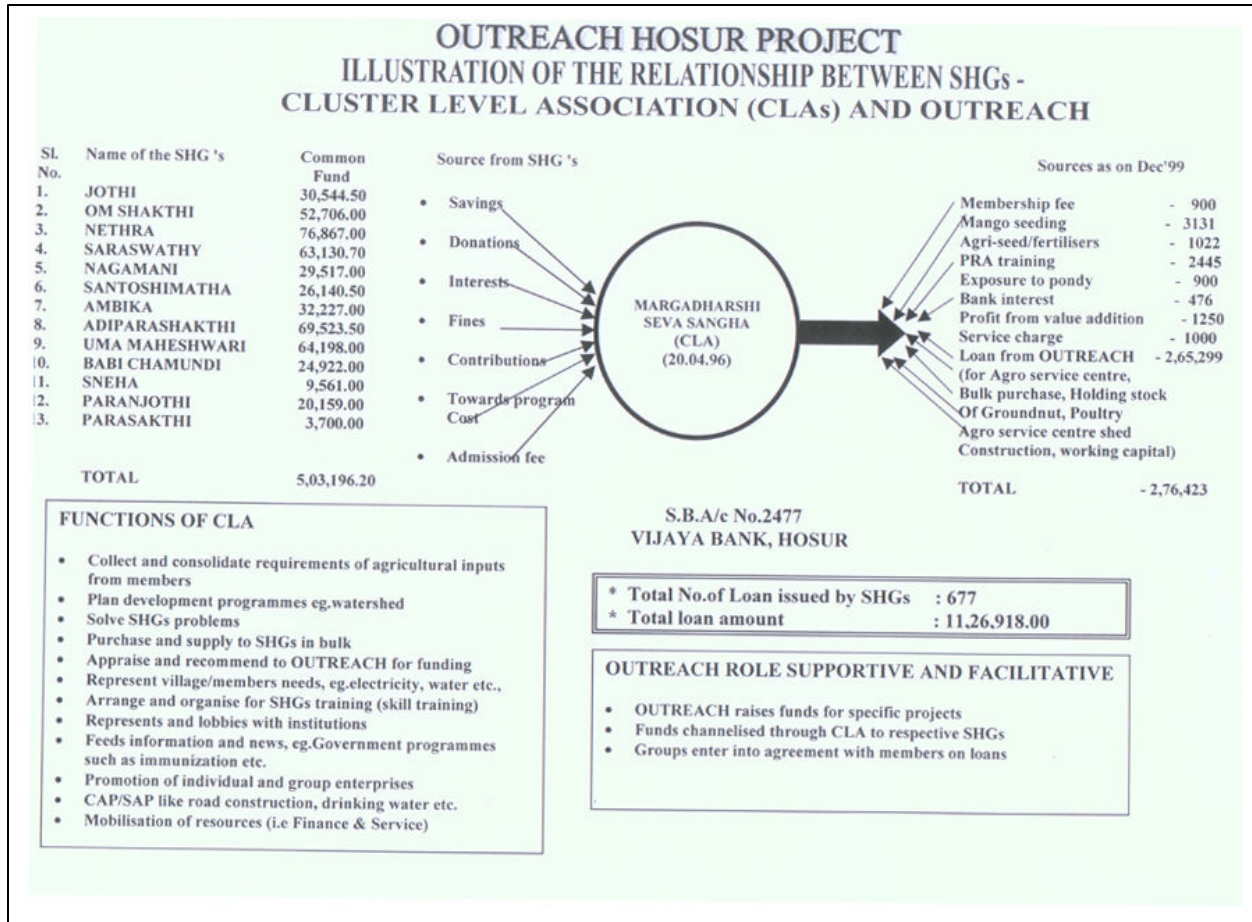 OUTREACH HOSUR PROJECT
ILLUSTRATION OF THE RELATIONSHIP BETWEEN SHGs -
CLUSTER LEVEL ASSOCIATION (CLAs) AND OUTREACH
Sl. No. Name of the SHG 's Common Fund
1. JOTHI 30,544.50
2. OM SHAKTHI 52,706.00
3. NETHRA 76,867.00
4. SARASWATHY 63,130.70
5. NAGAMANI 29,517.00
6. SANTOSHIMATHA 26,140.50
7. AMBIKA 32,227.00
8. ADIPARASHAKTHI 69,523.50
9. UMA MAHESHWARI 64,198.00
10. BABI CHAMUNDI 24,922.00
11. SNEHA 9,561.00
12. PARANJOTHI 20,159.00
13. PARASAKTHI 3,700.00
TOTAL 5,03,196.20
Source from SHG 's
• Savings
• Donations
• Interests
• Fines
• Contributions
• Towards program
Cost
• Admission fee
MARGADHARSHI
SEVA SANGHA
(CLA)
(20.04.96)
Sources as on Dec'99
Membership fee - 900
Mango seeding - 3131
Agri-seed/fertilisers - 1022
PRA training - 2445
Exposure to pondy - 900
Bank interest - 476
Profit from value addition - 1250
Service charge - 1000
Loan from OUTREACH - 2,65,299
(for Agro service centre,
Bulk purchase, Holding stock
Of Groundnut, Poultry
Agro service centre shed
Construction, working capital)
TOTAL - 2,76,423
FUNCTIONS OF CLA
• Collect and consolidate requirements of agricultural inputs
from members
• Plan development programmes eg.watershed
• Solve SHGs problems
• Purchase and supply to SHGs in bulk
• Appraise and recommend to OUTREACH for funding
• Represent village/members needs, eg.electricity, water etc.,
• Arrange and organise for SHGs training (skill training)
• Represents and lobbies with institutions
• Feeds information and news, eg.Government programmes
such as immunization etc.
• Promotion of individual and group enterprises
• CAP/SAP like road construction, drinking water etc.
• Mobilisation of resources (i.e Finance & Service)
S.B.A/c No.2477
VIJAYA BANK, HOSUR
* Total No.of Loan issued by SHGs : 677
* Total loan amount : 11,26,918.00
OUTREACH ROLE SUPPORTIVE AND FACILITATIVE
• OUTREACH raises funds for specific projects
• Funds channelised through CLA to respective SHGs
• Groups enter into agreement with members on loans